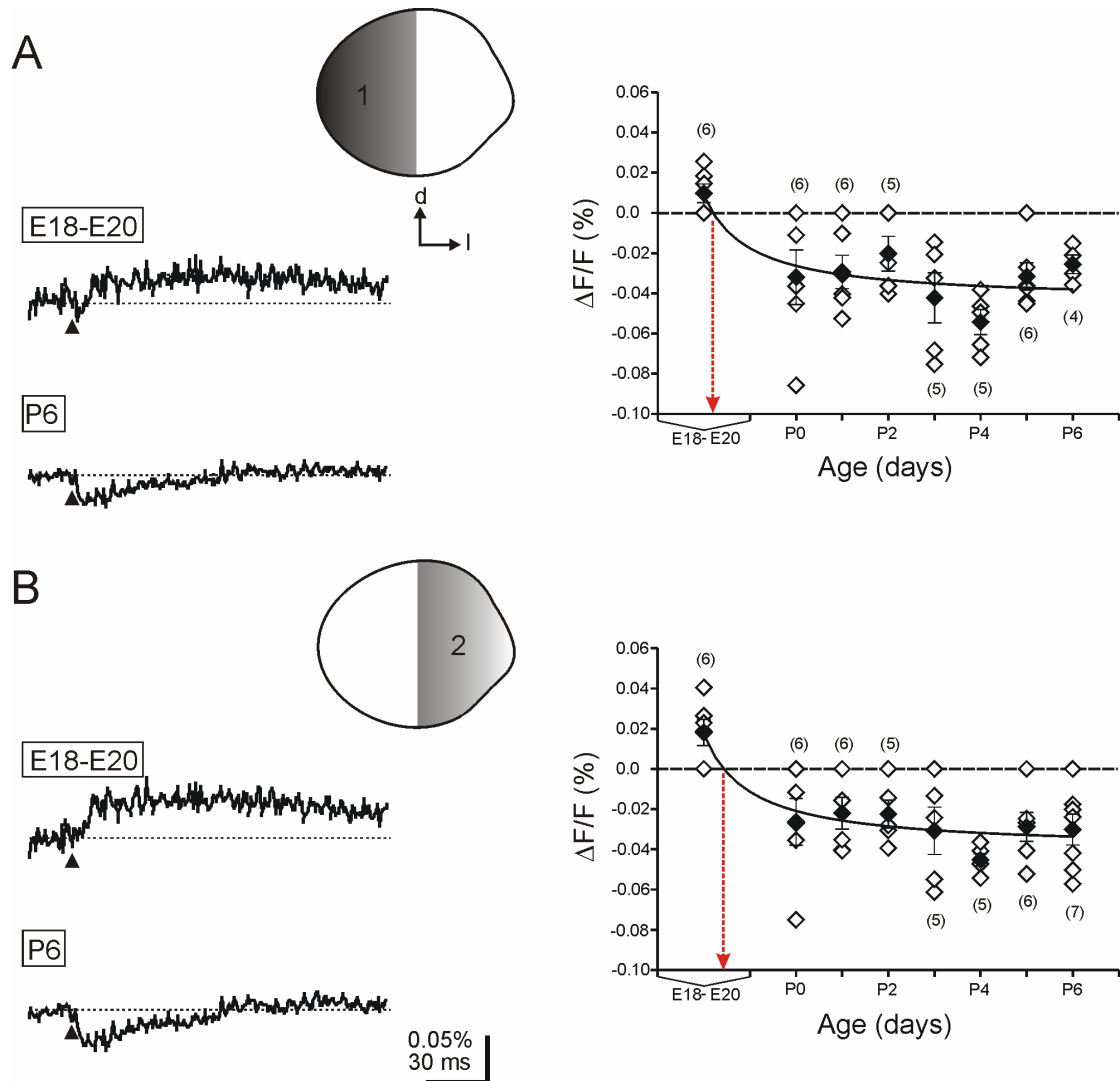 A
1
d
l
E18-E20
P6
0.06
0.04
0.02
0.0
-0.02
-0.04
-0.06
-0.08
-0.10
ΔF/F (%)
(6)
(6)
(6)
(5)
(5)
(5)
(6)
(4)
E18-E20
P0
P2
P4
P6
Age (days)
B
2
E18-E20
P6
0.05%
30 ms
0.06
0.04
0.02
0.0
-0.02
-0.04
-0.06
-0.08
-0.10
ΔF/F (%)
(6)
(6)
(6)
(5)
(5)
(5)
(6)
(7)
E18-E20
P0
P2
P4
P6
Age (days)